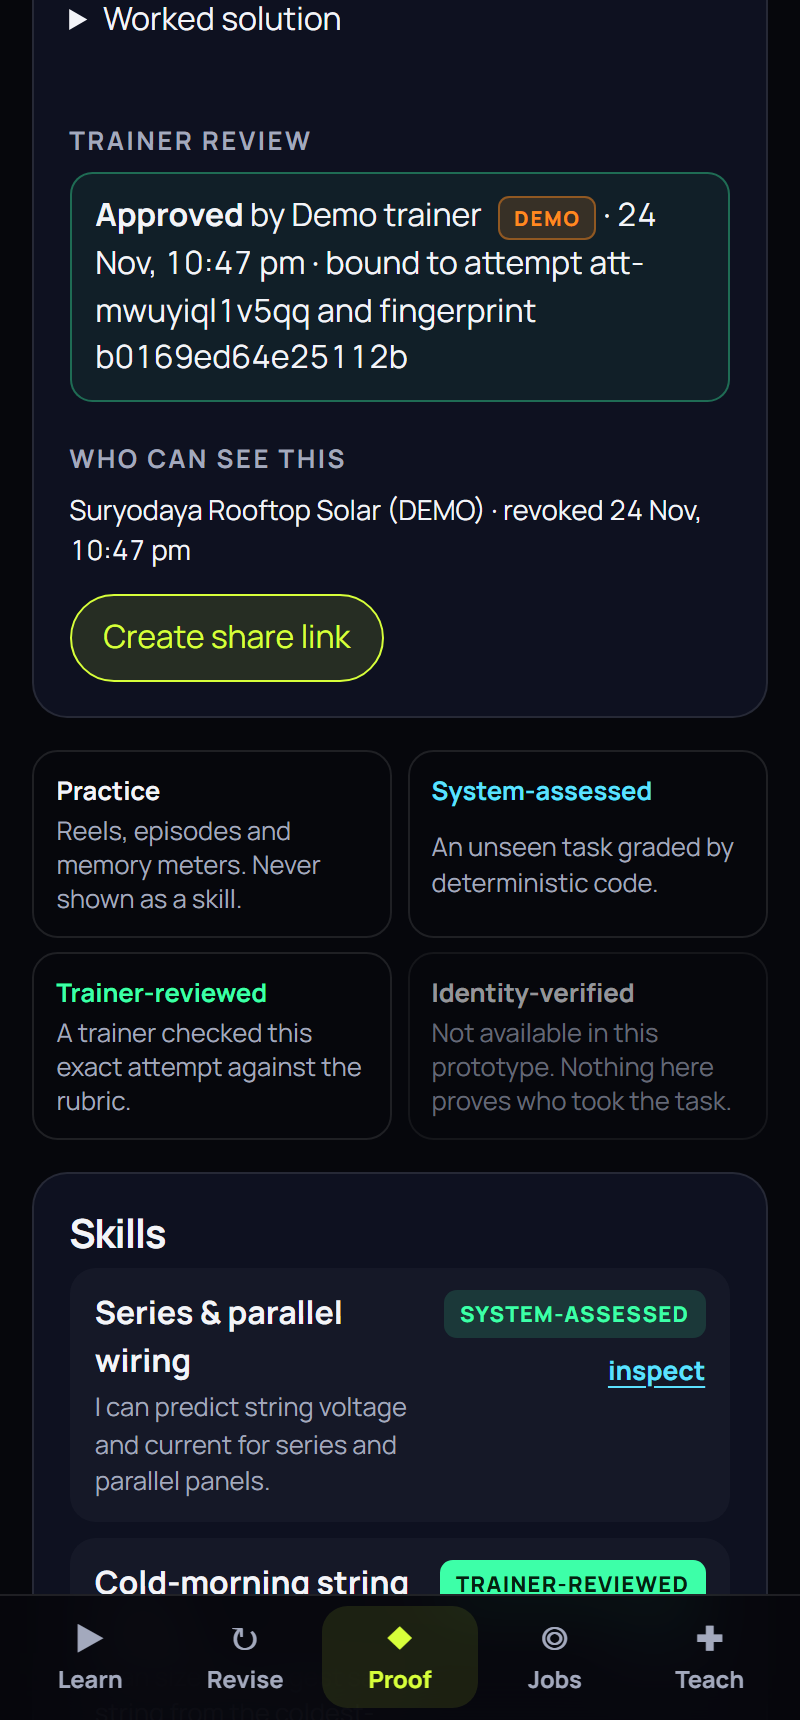 ▶ Worked solution
TRAINER REVIEW
Approved by Demo trainer DEMO · 24
Nov, 10:47 pm · bound to attempt att-
mwuyiql1v5qq and fingerprint
b0169ed64e25112b
WHO CAN SEE THIS
Suryodaya Rooftop Solar (DEMO) · revoked 24 Nov,
10:47 pm
Create share link
Practice
Reels, episodes and
memory meters. Never
shown as a skill.
System-assessed
An unseen task graded by
deterministic code.
Trainer-reviewed
A trainer checked this
exact attempt against the
rubric.
Identity-verified
Not available in this
prototype. Nothing here
proves who took the task.
Skills
Series & parallel
wiring
SYSTEM-ASSESSED
inspect
I can predict string voltage
and current for series and
parallel panels.
Cold-morning string
TRAINER-REVIEWED
string from the coldest-
Learn
Revise
Proof
Jobs
Teach